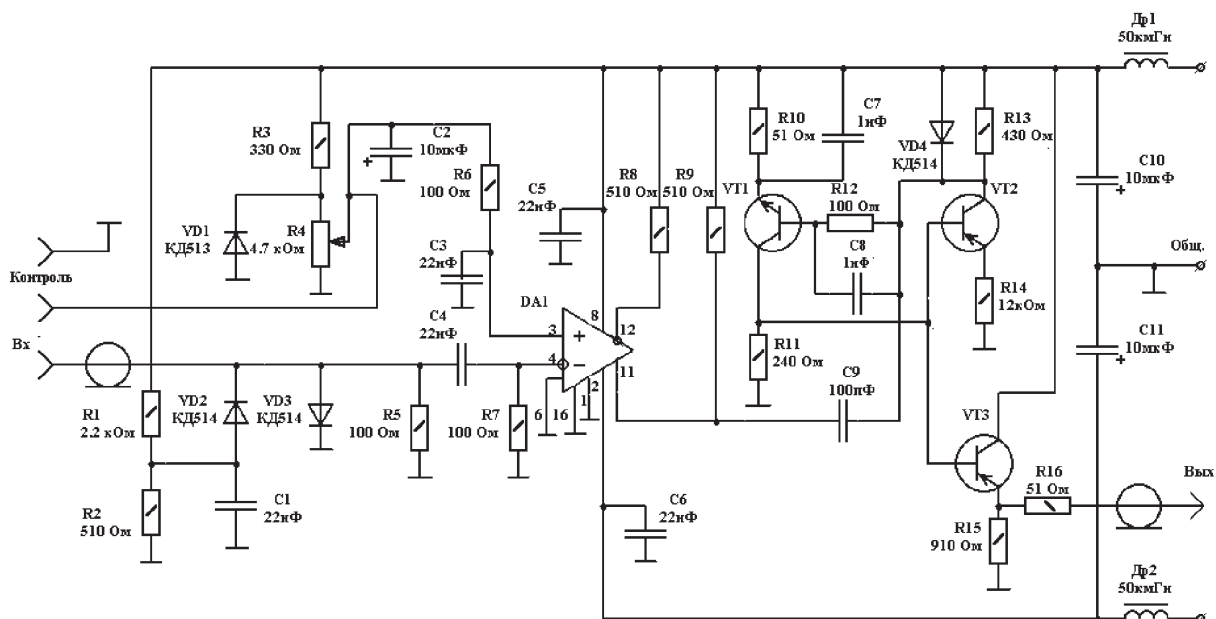 Др1
50кмГн
R3
330 Ом
C2
10мкФ
+
R6
100 Ом
C5
22нФ
R8
510 Ом
R9
510 Ом
R10
51 Ом
C7
1нФ
VD4
КД514
R13
430 Ом
C10
10мкФ
+
VT1
R12
100 Ом
VT2
VD1
КД513
R4
4.7 кОм
C3
22нФ
C8
1нФ
Общ.
Контроль
DA1
8
C4
22нФ
3
+
12
R14
12кОм
Вх
4
−
11
R11
240 Ом
C9
100пФ
C11
10мкФ
+
6
16
1
2
R1
2.2 кОм
VD2
КД514
VD3
КД514
R5
100 Ом
R7
100 Ом
VT3
R16
51 Ом
Вых
R2
510 Ом
C1
22нФ
C6
22нФ
R15
910 Ом
Др2
50кмГн